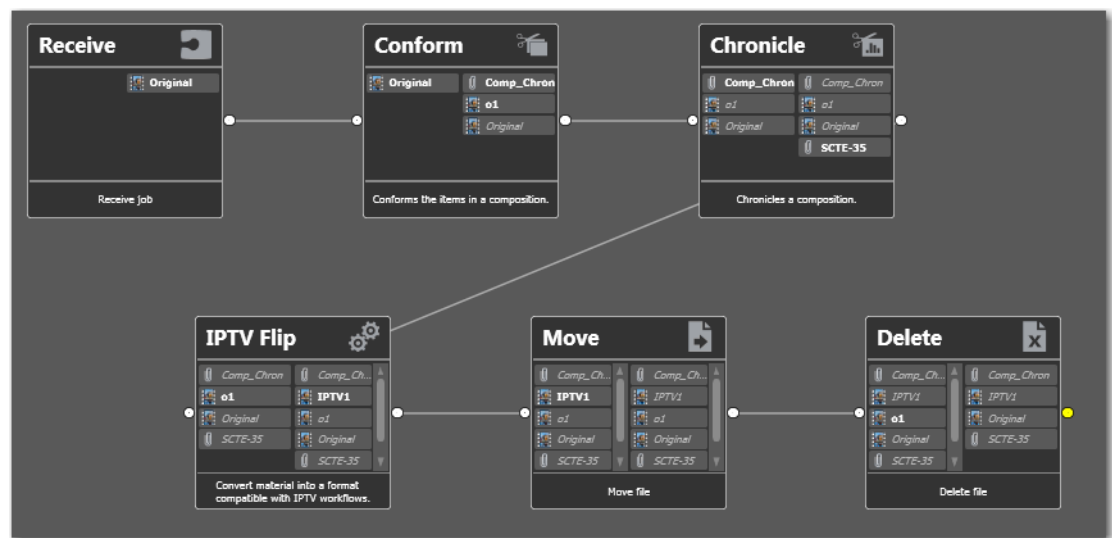 Receive
Original
Receive job
Conform
Original
Comp_Chron
o1
Original
Conforms the items in a composition.
Chronicle
Comp_Chron
Comp_Chron
o1
o1
Original
Original
SCTE-35
Chronicles a composition.
IPTV Flip
Comp_Chron
Comp_Ch...
o1
IPTV1
Original
o1
SCTE-35
Original
SCTE-35
Convert material into a format
compatible with IPTV workflows.
Move
Comp_Ch...
Comp_Ch...
IPTV1
IPTV1
o1
o1
Original
Original
SCTE-35
SCTE-35
Move file
Delete
Comp_Ch...
Comp_Chron
IPTV1
IPTV1
o1
Original
Original
SCTE-35
SCTE-35
Delete file